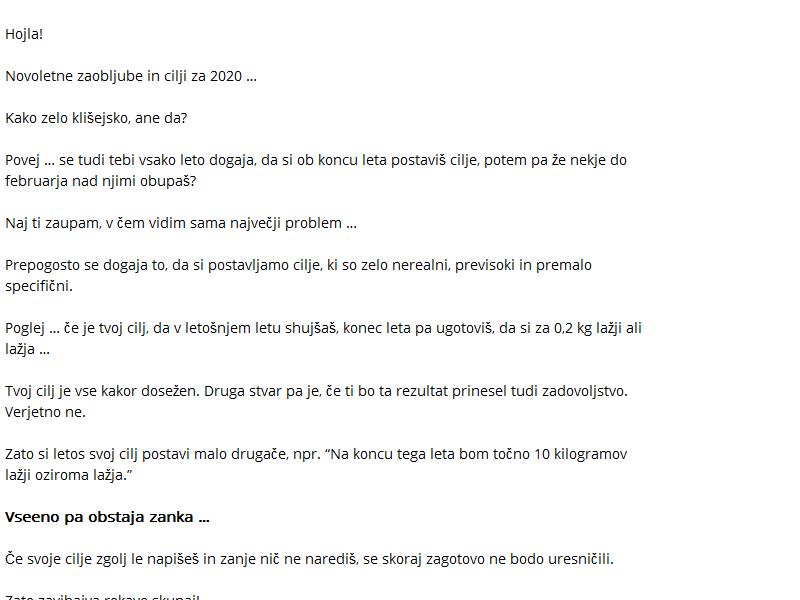 Hojla!
Novoletne zaobljube in cilji za 2020 ...
Kako zelo klišejsko, ane da?
Povej ... se tudi tebi vsako leto dogaja, da si ob koncu leta postaviš cilje, potem pa že nekje do
februarja nad njimi obupaš?
Naj ti zaupam, v čem vidim sama največji problem ...
Prepogosto se dogaja to, da si postavljamo cilje, ki so zelo nerealni, previsoki in premalo
specifični.
Poglej ... če je tvoj cilj, da v letošnjem letu shujšaš, konec leta pa ugotoviš, da si za 0,2 kg lažji ali
lažja ...
Tvoj cilj je vse kakor dosežen. Druga stvar pa je, če ti bo ta rezultat prinesel tudi zadovoljstvo.
Verjetno ne.
Zato si letos svoj cilj postavi malo drugače, npr. “Na koncu tega leta bom točno 10 kilogramov
lažji oziroma lažja.”
Vseeno pa obstaja zanka ...
Če svoje cilje zgolj le napišeš in zanje nič ne narediš, se skoraj zagotovo ne bodo uresničili.
Zato zavihajva rokave skupaj!